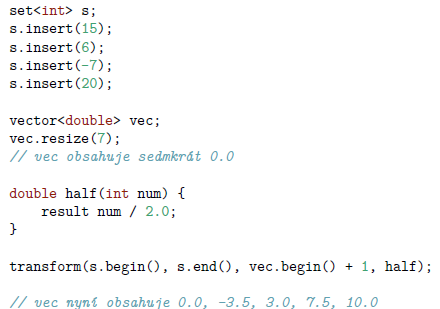 set<int> s;
s.insert(15);
s.insert(6);
s.insert(-7);
s.insert(20);
vector<double> vec;
vec.resize(7);
// vec obsahuje sedmkrát 0.0
double half(int num) {
result num / 2.0;
}
transform(s.begin(), s.end(), vec.begin() + 1, half);
// vec nyní obsahuje 0.0, -3.5, 3.0, 7.5, 10.0